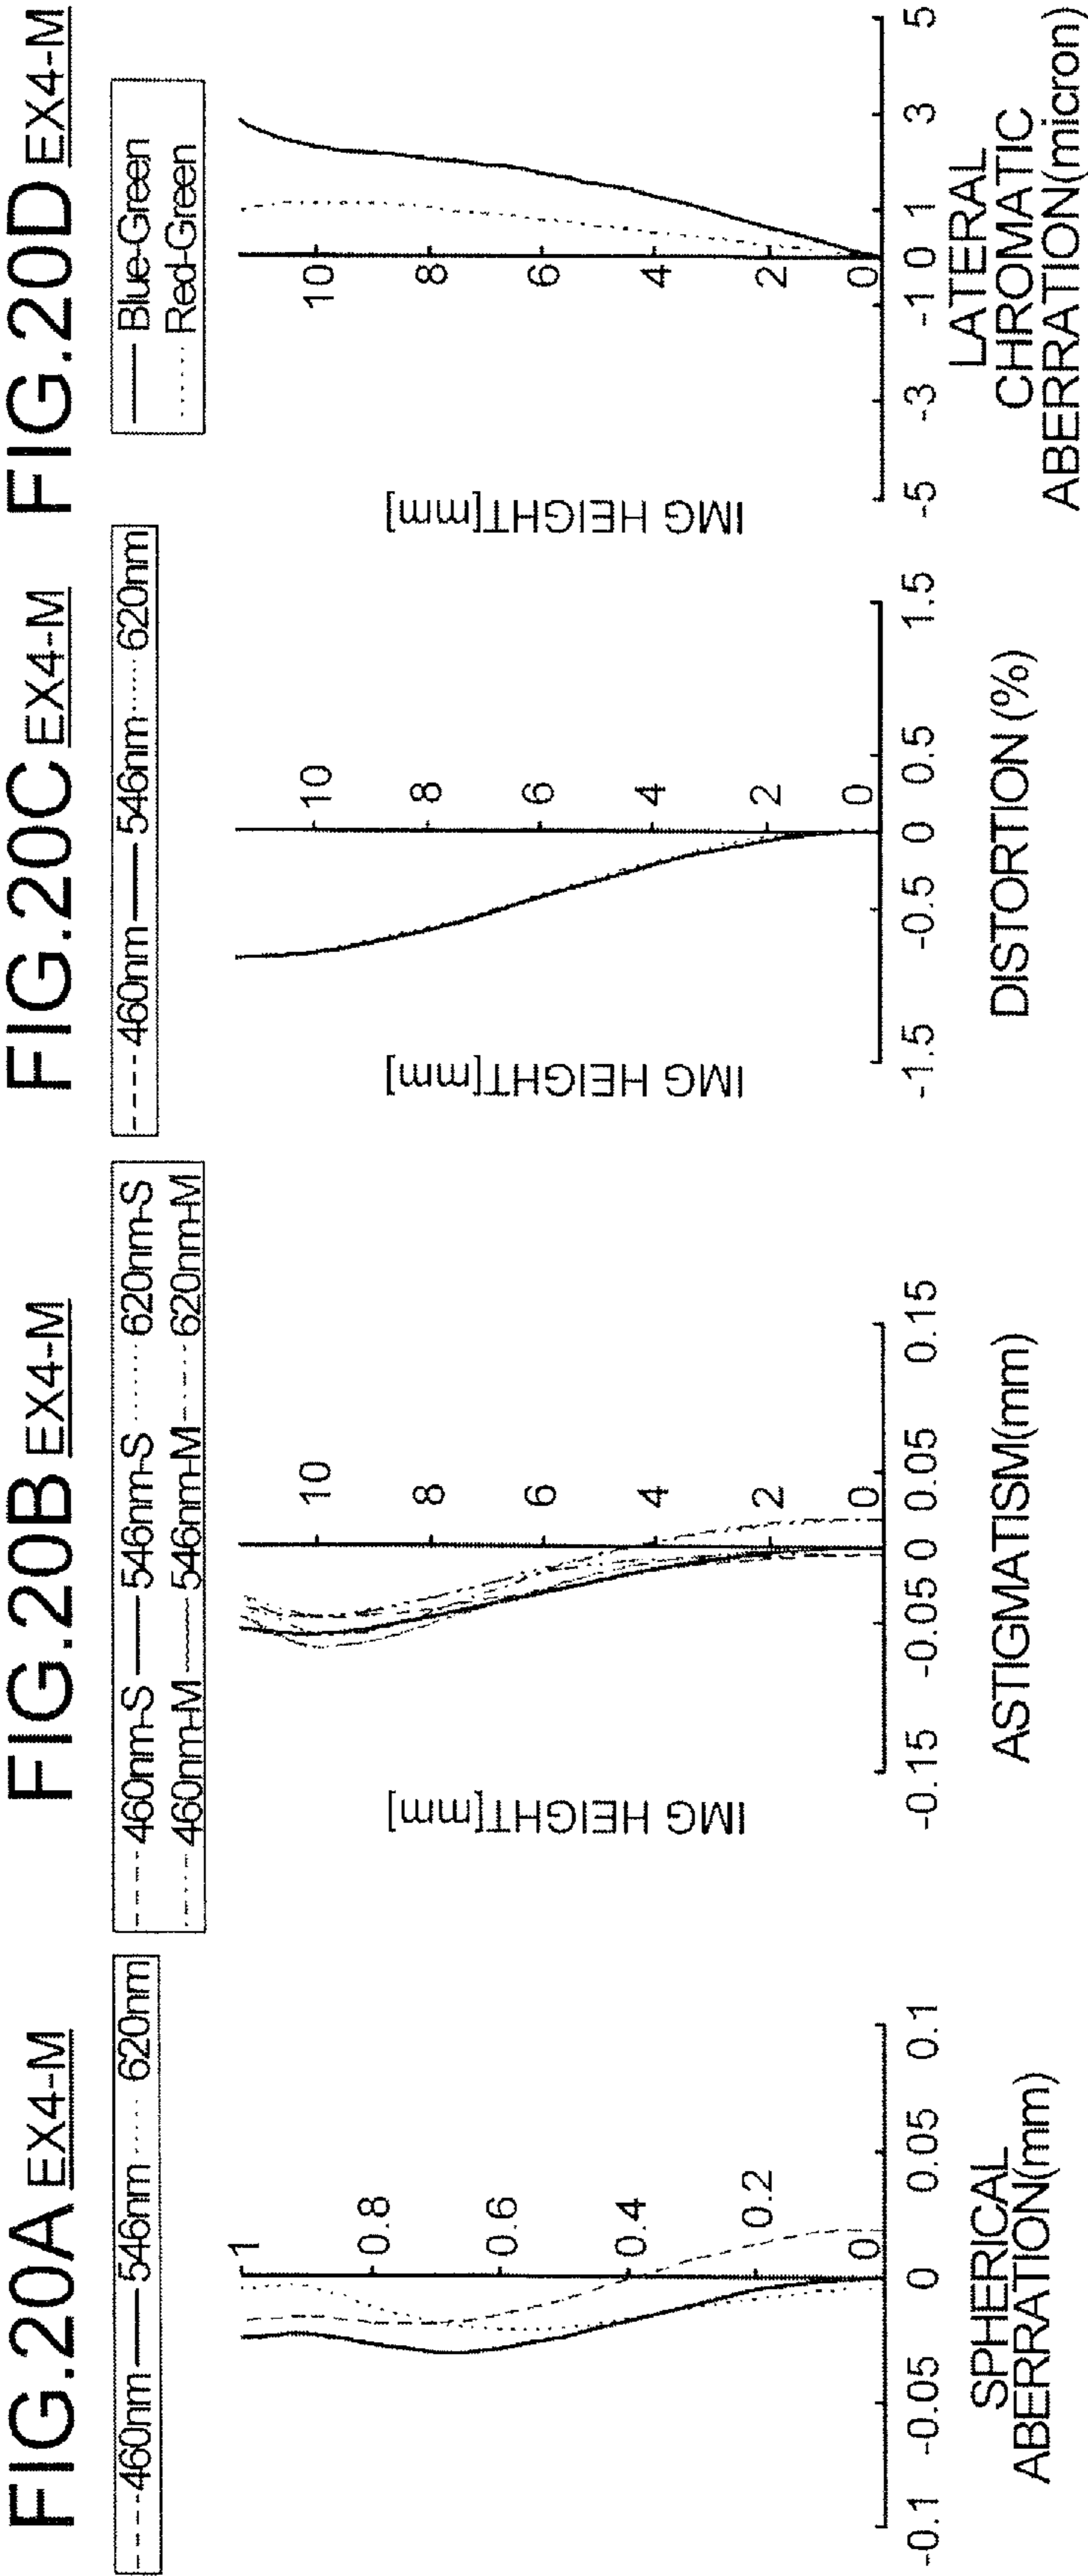 FIG.20A EX4-M
460nm 546nm 620nm
1
0.8
0.6
0.4
0.2
0
-0.1 -0.05 0 0.05 0.1
SPHERICAL
ABERRATION(mm)
FIG.20B EX4-M
460nm-S 546nm-S 620nm-S
460nm-M 546nm-M 620nm-M
IMG HEIGHT[mm]
10
8
6
4
2
0
-0.15 -0.05 0 0.05 0.15
ASTIGMATISM(mm)
FIG.20C EX4-M
460nm 546nm 620nm
IMG HEIGHT[mm]
10
8
6
4
2
0
-1.5 -0.5 0 0.5 1.5
DISTORTION (%)
FIG.20D EX4-M
Blue-Green
Red-Green
IMG HEIGHT[mm]
10
8
6
4
2
0
-5 -3 -1 0 1 3 5
LATERAL
CHROMATIC
ABERRATION(micron)